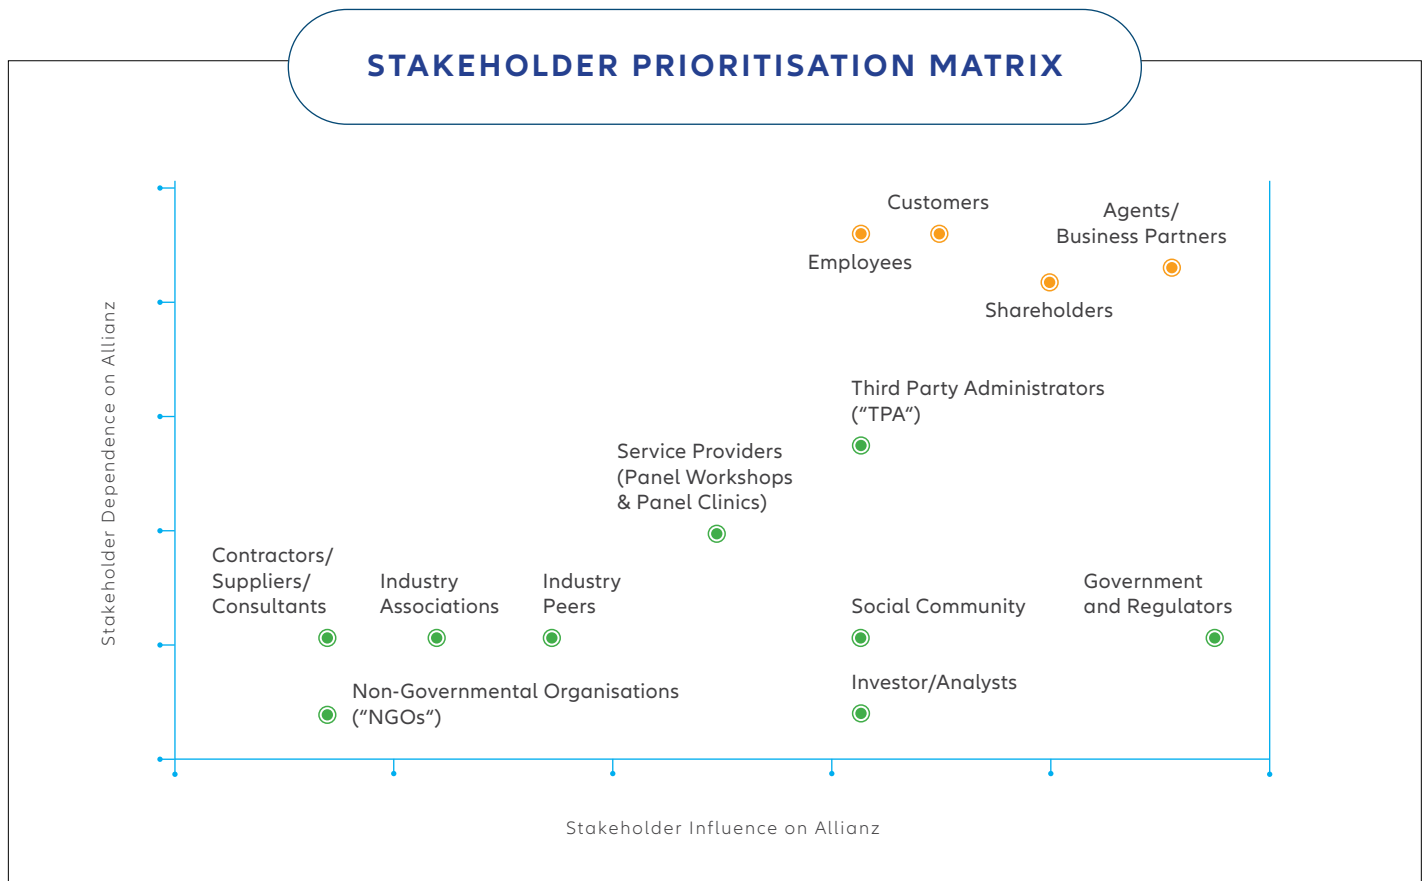 STAKEHOLDER PRIORITISATION MATRIX
Customers
Agents/
Business Partners
Employees
Shareholders
Third Party Administrators
(“TPA“)
Service Providers
(Panel Workshops
& Panel Clinics)
Contractors/
Suppliers/
Consultants
Industry
Associations
Industry
Peers
Social Community
Government
and Regulators
Non-Governmental Organisations
(“NGOs“)
Investor/Analysts
Stakeholder Dependence on Allianz
Stakeholder Influence on Allianz